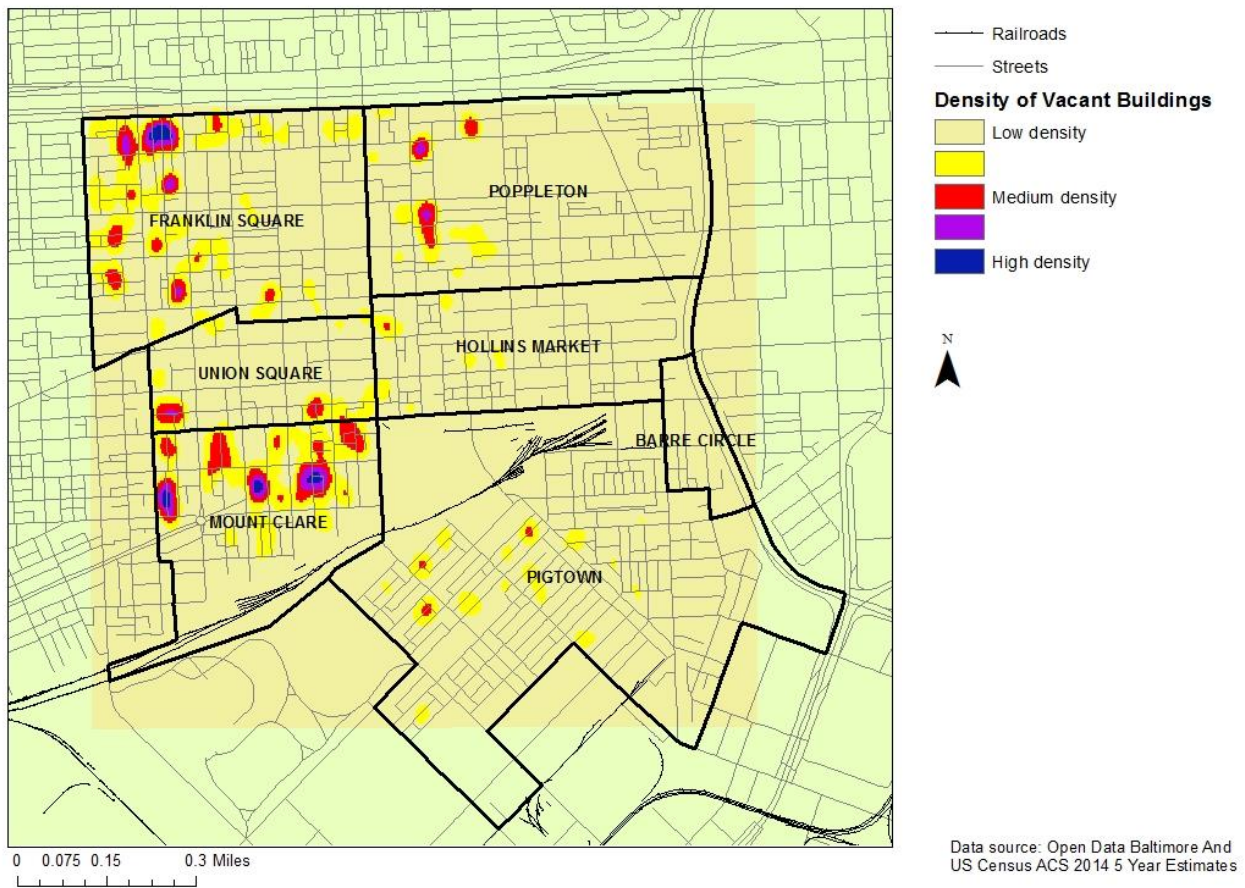 FRANKLIN SQUARE
POPPLETON
UNION SQUARE
HOLLINS MARKET
BARRE CIRCLE
MOUNT CLARE
PIGTOWN
0 0.075 0.15 0.3 Miles
Railroads
Streets
Density of Vacant Buildings
Low density
Medium density
High density
N
Data source: Open Data Baltimore And
US Census ACS 2014 5 Year Estimates